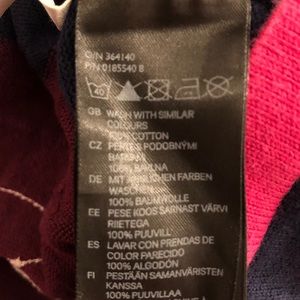 O/N 364140
P/N 0185540 B
40
GB WASH WITH SIMILAR
COLOURS
100% COTTON
CZ PERTE S PODOBNÝMI
BARVAMI
100% BAVLNA
DE MIT ÄHNLICHEN FARBEN
WASCHEN
100% BAUMWOLLE
EE PESE KOOS SARNAST VÄRVI
RIIETEGA
100% PUUVILL
ES LAVAR CON PRENDAS DE
COLOR PARECIDO
100% ALGODÓN
FI PESTÄÄN SAMANVÄRISTEN
KANSSA
100% PUUVILLAA